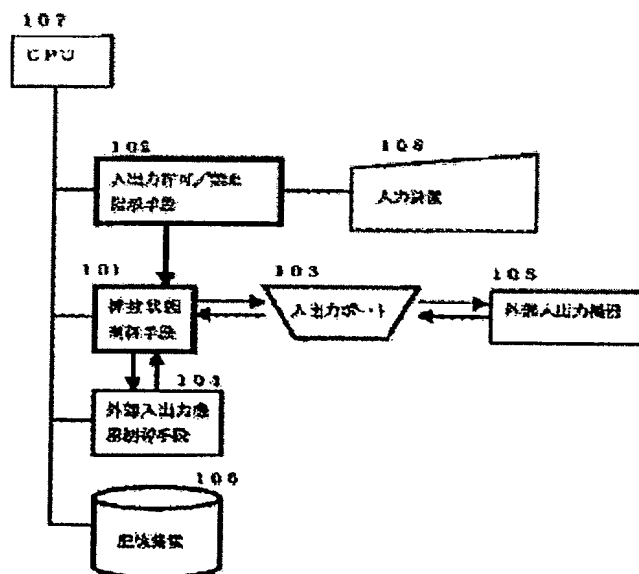 107
CPU
102
入出力許可／禁止
指示手段
108
入力装置
101
接続状態
制御手段
103
入出力ポート
105
外部入出力機器
104
外部入出力機
器制御手段
106
記憶装置